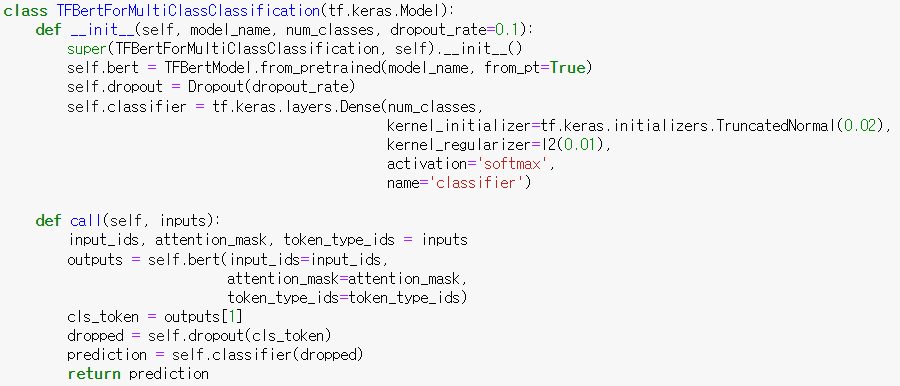 class TFBertForMultiClassClassification(tf.keras.Model):
    def __init__(self, model_name, num_classes, dropout_rate=0.1):
        super(TFBertForMultiClassClassification, self).__init__()
        self.bert = TFBertModel.from_pretrained(model_name, from_pt=True)
        self.dropout = Dropout(dropout_rate)
        self.classifier = tf.keras.layers.Dense(num_classes,
                                                kernel_initializer=tf.keras.initializers.TruncatedNormal(0.02),
                                                kernel_regularizer=l2(0.01),
                                                activation='softmax',
                                                name='classifier')
    def call(self, inputs):
        input_ids, attention_mask, token_type_ids = inputs
        outputs = self.bert(input_ids=input_ids,
                            attention_mask=attention_mask,
                            token_type_ids=token_type_ids)
        cls_token = outputs[1]
        dropped = self.dropout(cls_token)
        prediction = self.classifier(dropped)
        return prediction